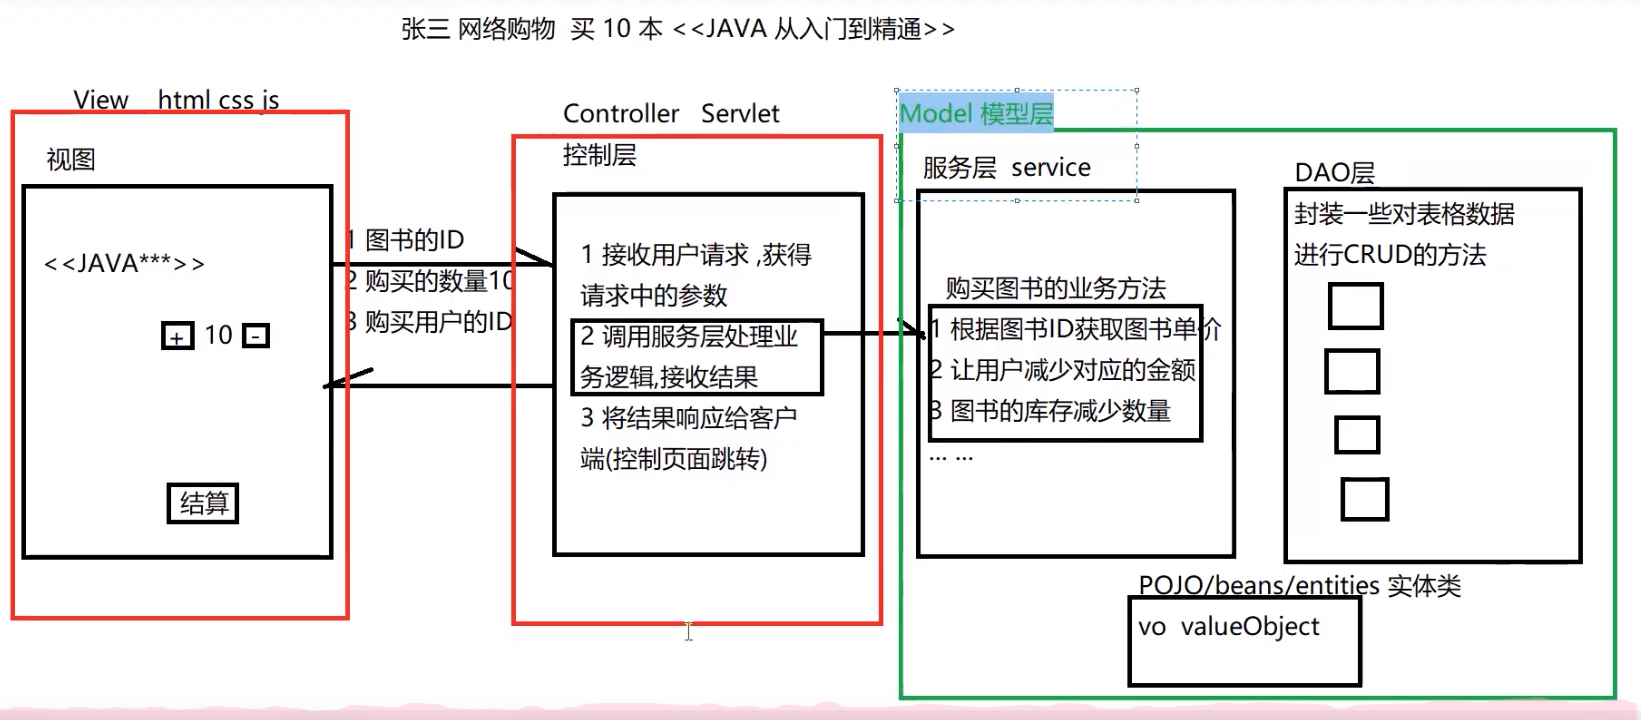 张三 网络购物 买 10 本 <<JAVA 从入门到精通>>
View html css js
视图
<<JAVA***>>
+ 10 -
结算
1 图书的ID
2 购买的数量10
3 购买用户的ID
Controller Servlet
控制层
1 接收用户请求 ,获得
请求中的参数
2 调用服务层处理业
务逻辑,接收结果
3 将结果响应给客户
端(控制页面跳转)
Model 模型层
服务层 service
购买图书的业务方法
1 根据图书ID获取图书单价
2 让用户减少对应的金额
3 图书的库存减少数量
... ...
DAO层
封装一些对表格数据
进行CRUD的方法
POJO/beans/entities 实体类
vo valueObject